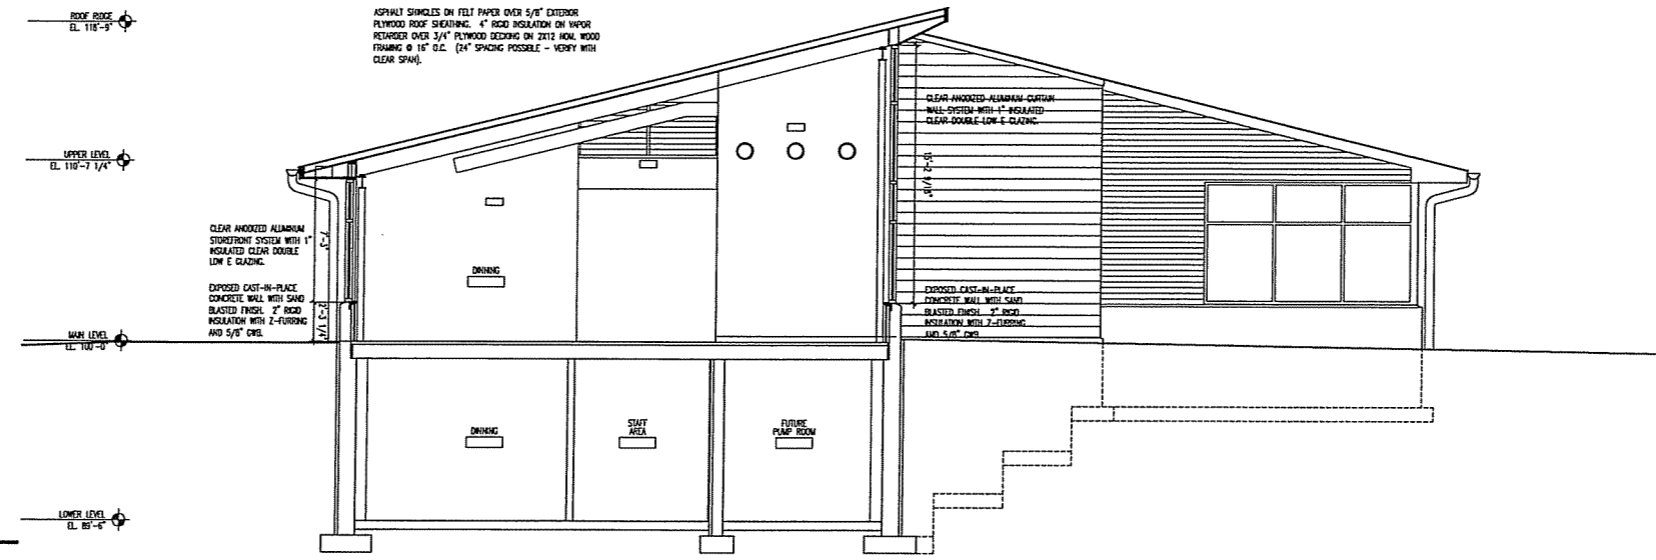 ROOF RIDGE
EL. 118'-9"
ASPHALT SHINGLES ON FELT PAPER OVER 5/8" EXTERIOR
PLYWOOD ROOF SHEATHING. 4" RIGID INSULATION ON VAPOR
RETARDER OVER 3/4" PLYWOOD DECKING ON 2X12 NOM. WOOD
FRAMING @ 16" O.C. (24" SPACING POSSIBLE - VERIFY WITH
CLEAR SPAN).
UPPER LEVEL
EL. 110'-7 1/4"
CLEAR ANODIZED ALUMINUM CURTAIN
WALL SYSTEM WITH 1" INSULATED
CLEAR DOUBLE LOW E GLAZING.
15'-2 9/16"
CLEAR ANODIZED ALUMINUM
STOREFRONT SYSTEM WITH 1"
INSULATED CLEAR DOUBLE
LOW E GLAZING.
7'-3"
DINING
EXPOSED CAST-IN-PLACE
CONCRETE WALL WITH SAND
BLASTED FINISH. 2" RIGID
INSULATION WITH Z-FURRING
AND 5/8" GWB.
2'-3 1/4"
EXPOSED CAST-IN-PLACE
CONCRETE WALL WITH SAND
BLASTED FINISH. 2" RIGID
INSULATION WITH Z-FURRING
AND 5/8" GWB
MAIN LEVEL
EL. 100'-0"
DINING
STAFF
AREA
FUTURE
PUMP ROOM
LOWER LEVEL
EL. 89'-6"